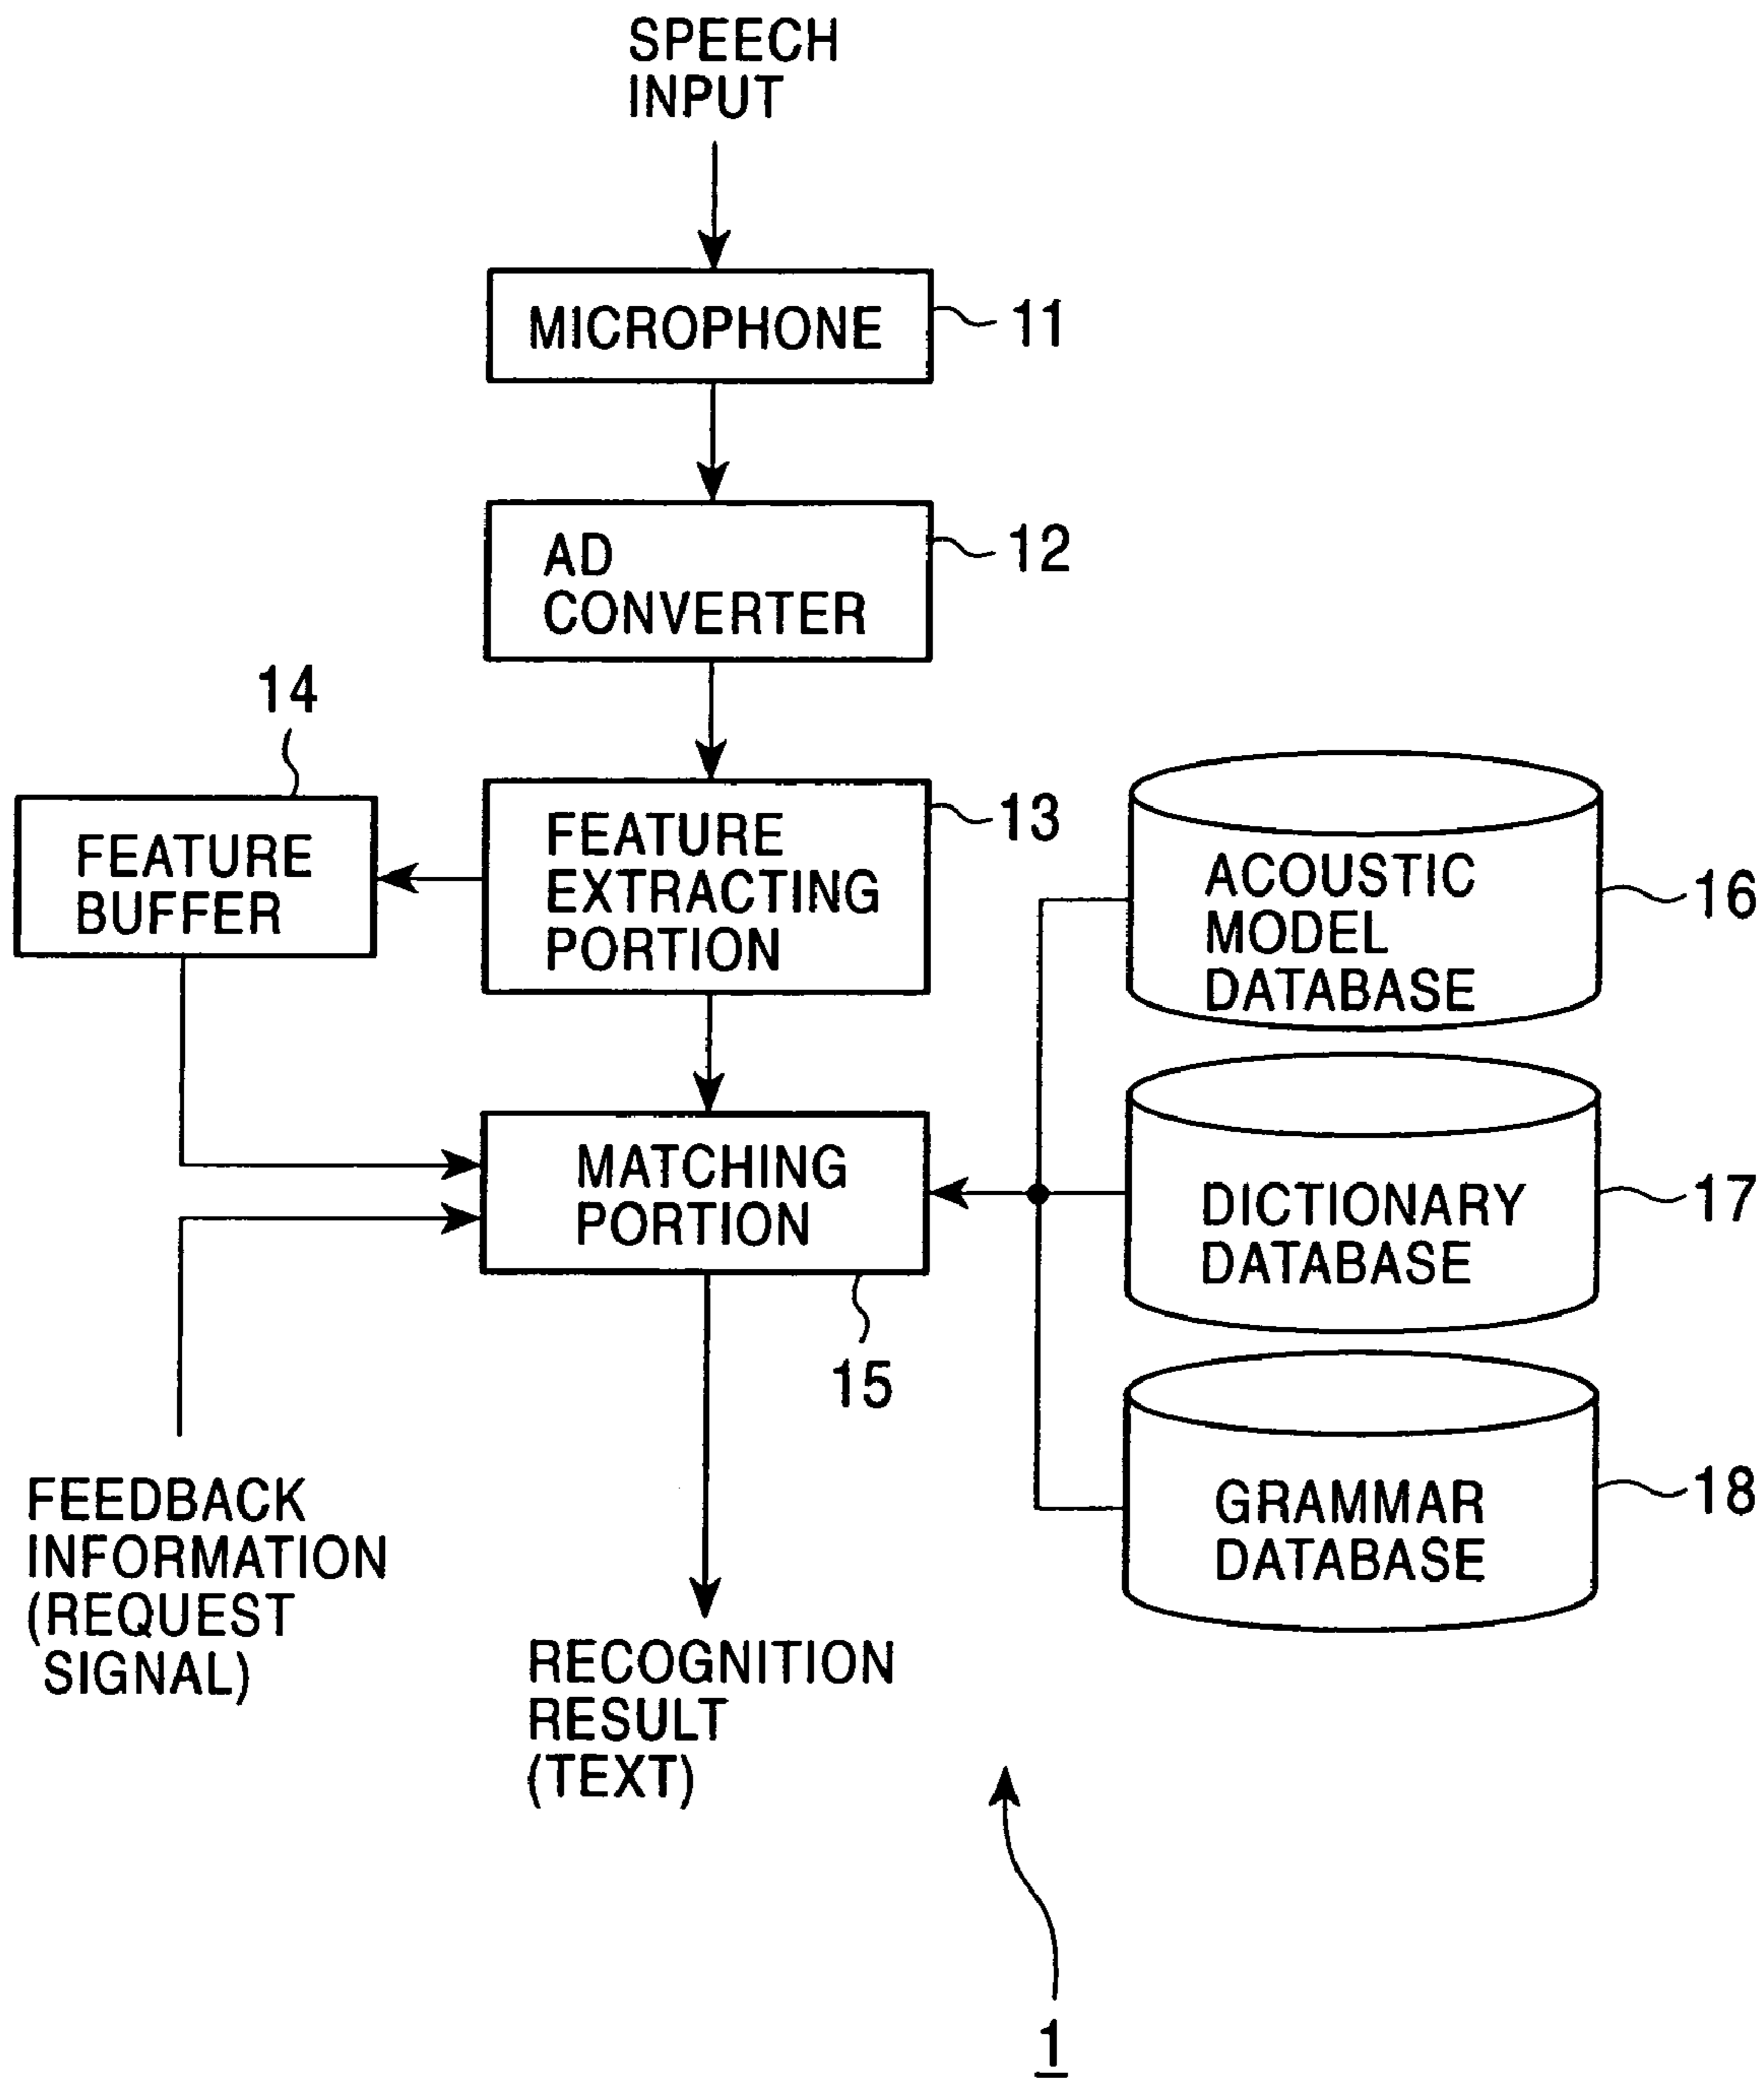 SPEECH
INPUT
MICROPHONE
11
AD
CONVERTER
12
14
FEATURE
BUFFER
FEATURE
EXTRACTING
PORTION
13
ACOUSTIC
MODEL
DATABASE
16
MATCHING
PORTION
15
DICTIONARY
DATABASE
17
GRAMMAR
DATABASE
18
FEEDBACK
INFORMATION
(REQUEST
SIGNAL)
RECOGNITION
RESULT
(TEXT)
1